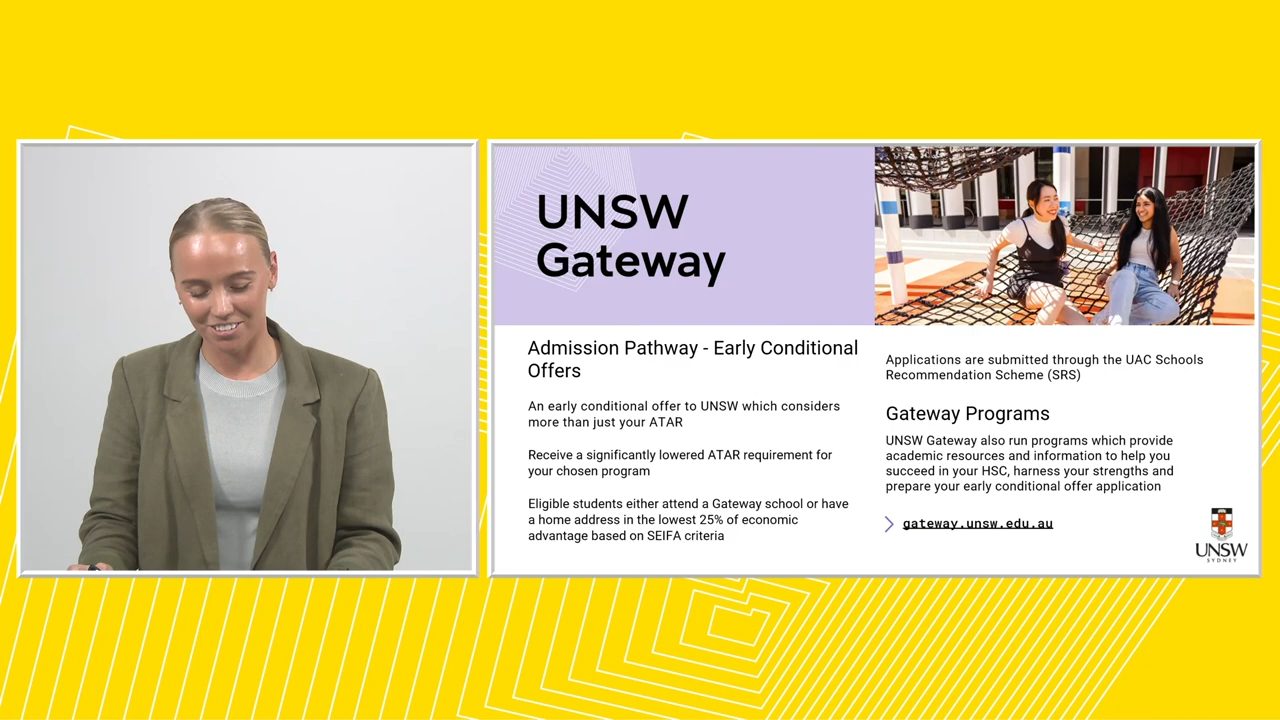 UNSW
Gateway
Admission Pathway - Early Conditional
Offers
An early conditional offer to UNSW which considers
more than just your ATAR
Receive a significantly lowered ATAR requirement for
your chosen program
Eligible students either attend a Gateway school or have
a home address in the lowest 25% of economic
advantage based on SEIFA criteria
Applications are submitted through the UAC Schools
Recommendation Scheme (SRS)
Gateway Programs
UNSW Gateway also run programs which provide
academic resources and information to help you
succeed in your HSC, harness your strengths and
prepare your early conditional offer application
gateway.unsw.edu.au
UNSW
SYDNEY